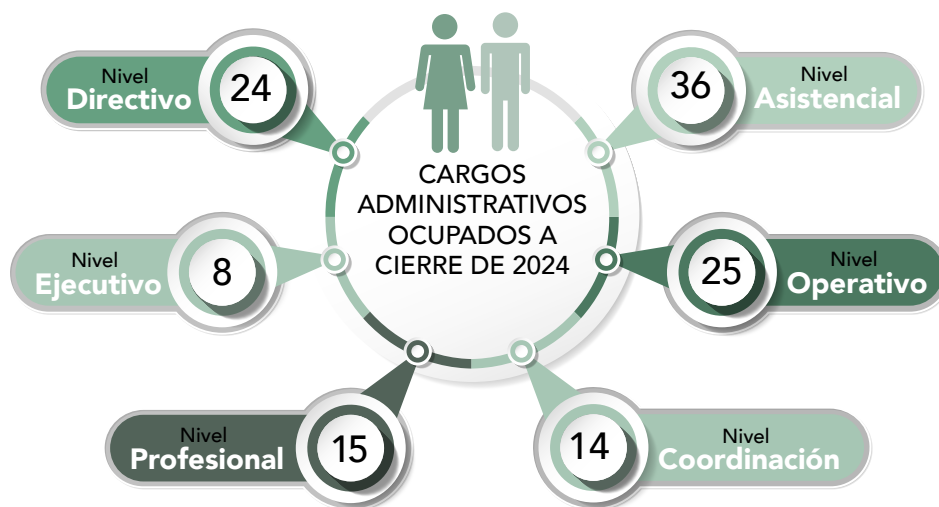 Nivel
Directivo
24
36
Nivel
Asistencial
CARGOS
ADMINISTRATIVOS
OCUPADOS A
CIERRE DE 2024
Nivel
Ejecutivo
8
25
Nivel
Operativo
Nivel
Profesional
15
14
Nivel
Coordinación